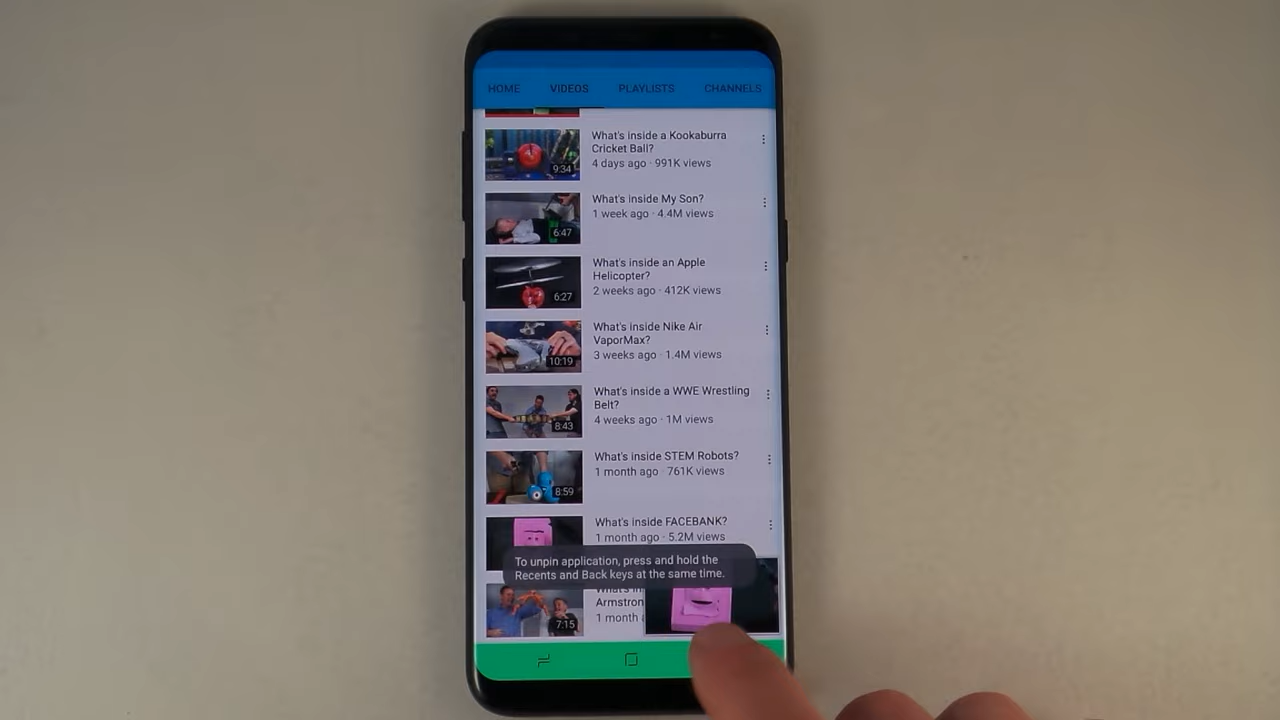 HOME VIDEOS PLAYLISTS CHANNELS
What's inside a Kookaburra
Cricket Ball?
4 days ago · 991K views
9:34
What's Inside My Son?
1 week ago · 4.4M views
6:47
What's inside an Apple
Helicopter?
2 weeks ago · 412K views
6:27
What's inside Nike Air
VaporMax?
3 weeks ago · 1.4M views
10:19
What's inside a WWE Wrestling
Belt?
4 weeks ago · 1M views
8:43
What's inside STEM Robots?
1 month ago · 761K views
8:59
What's inside FACEBANK?
1 month ago · 5.2M views
To unpin application, press and hold the
Recents and Back keys at the same time.
What's in
Armstron
1 month
7:15